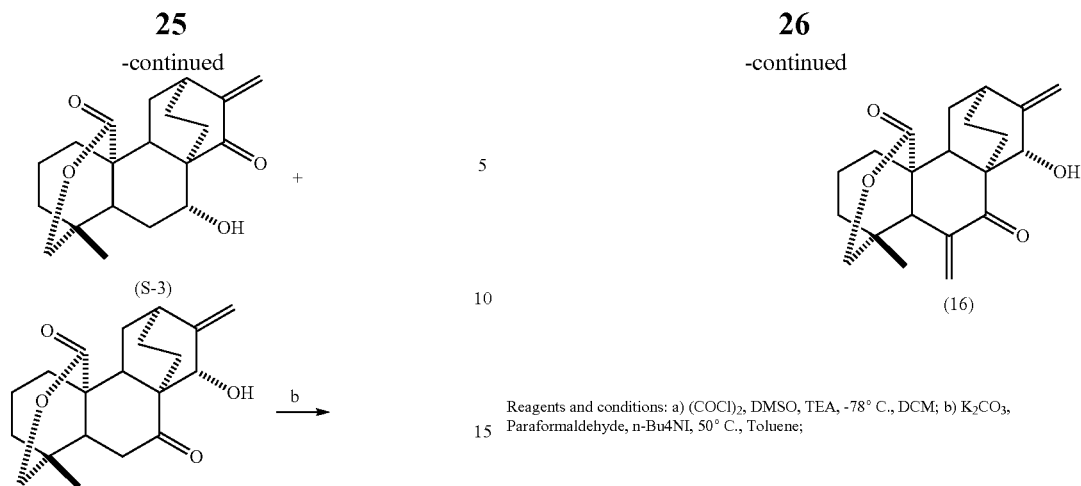 25
-continued
O
O
O
+
OH
(S-3)
O
O
OH
O
b
5
10
15
26
-continued
O
O
OH
O
(16)
Reagents and conditions: a) (COCl)2, DMSO, TEA, -78° C., DCM; b) K2CO3,
Paraformaldehyde, n-Bu4NI, 50° C., Toluene;